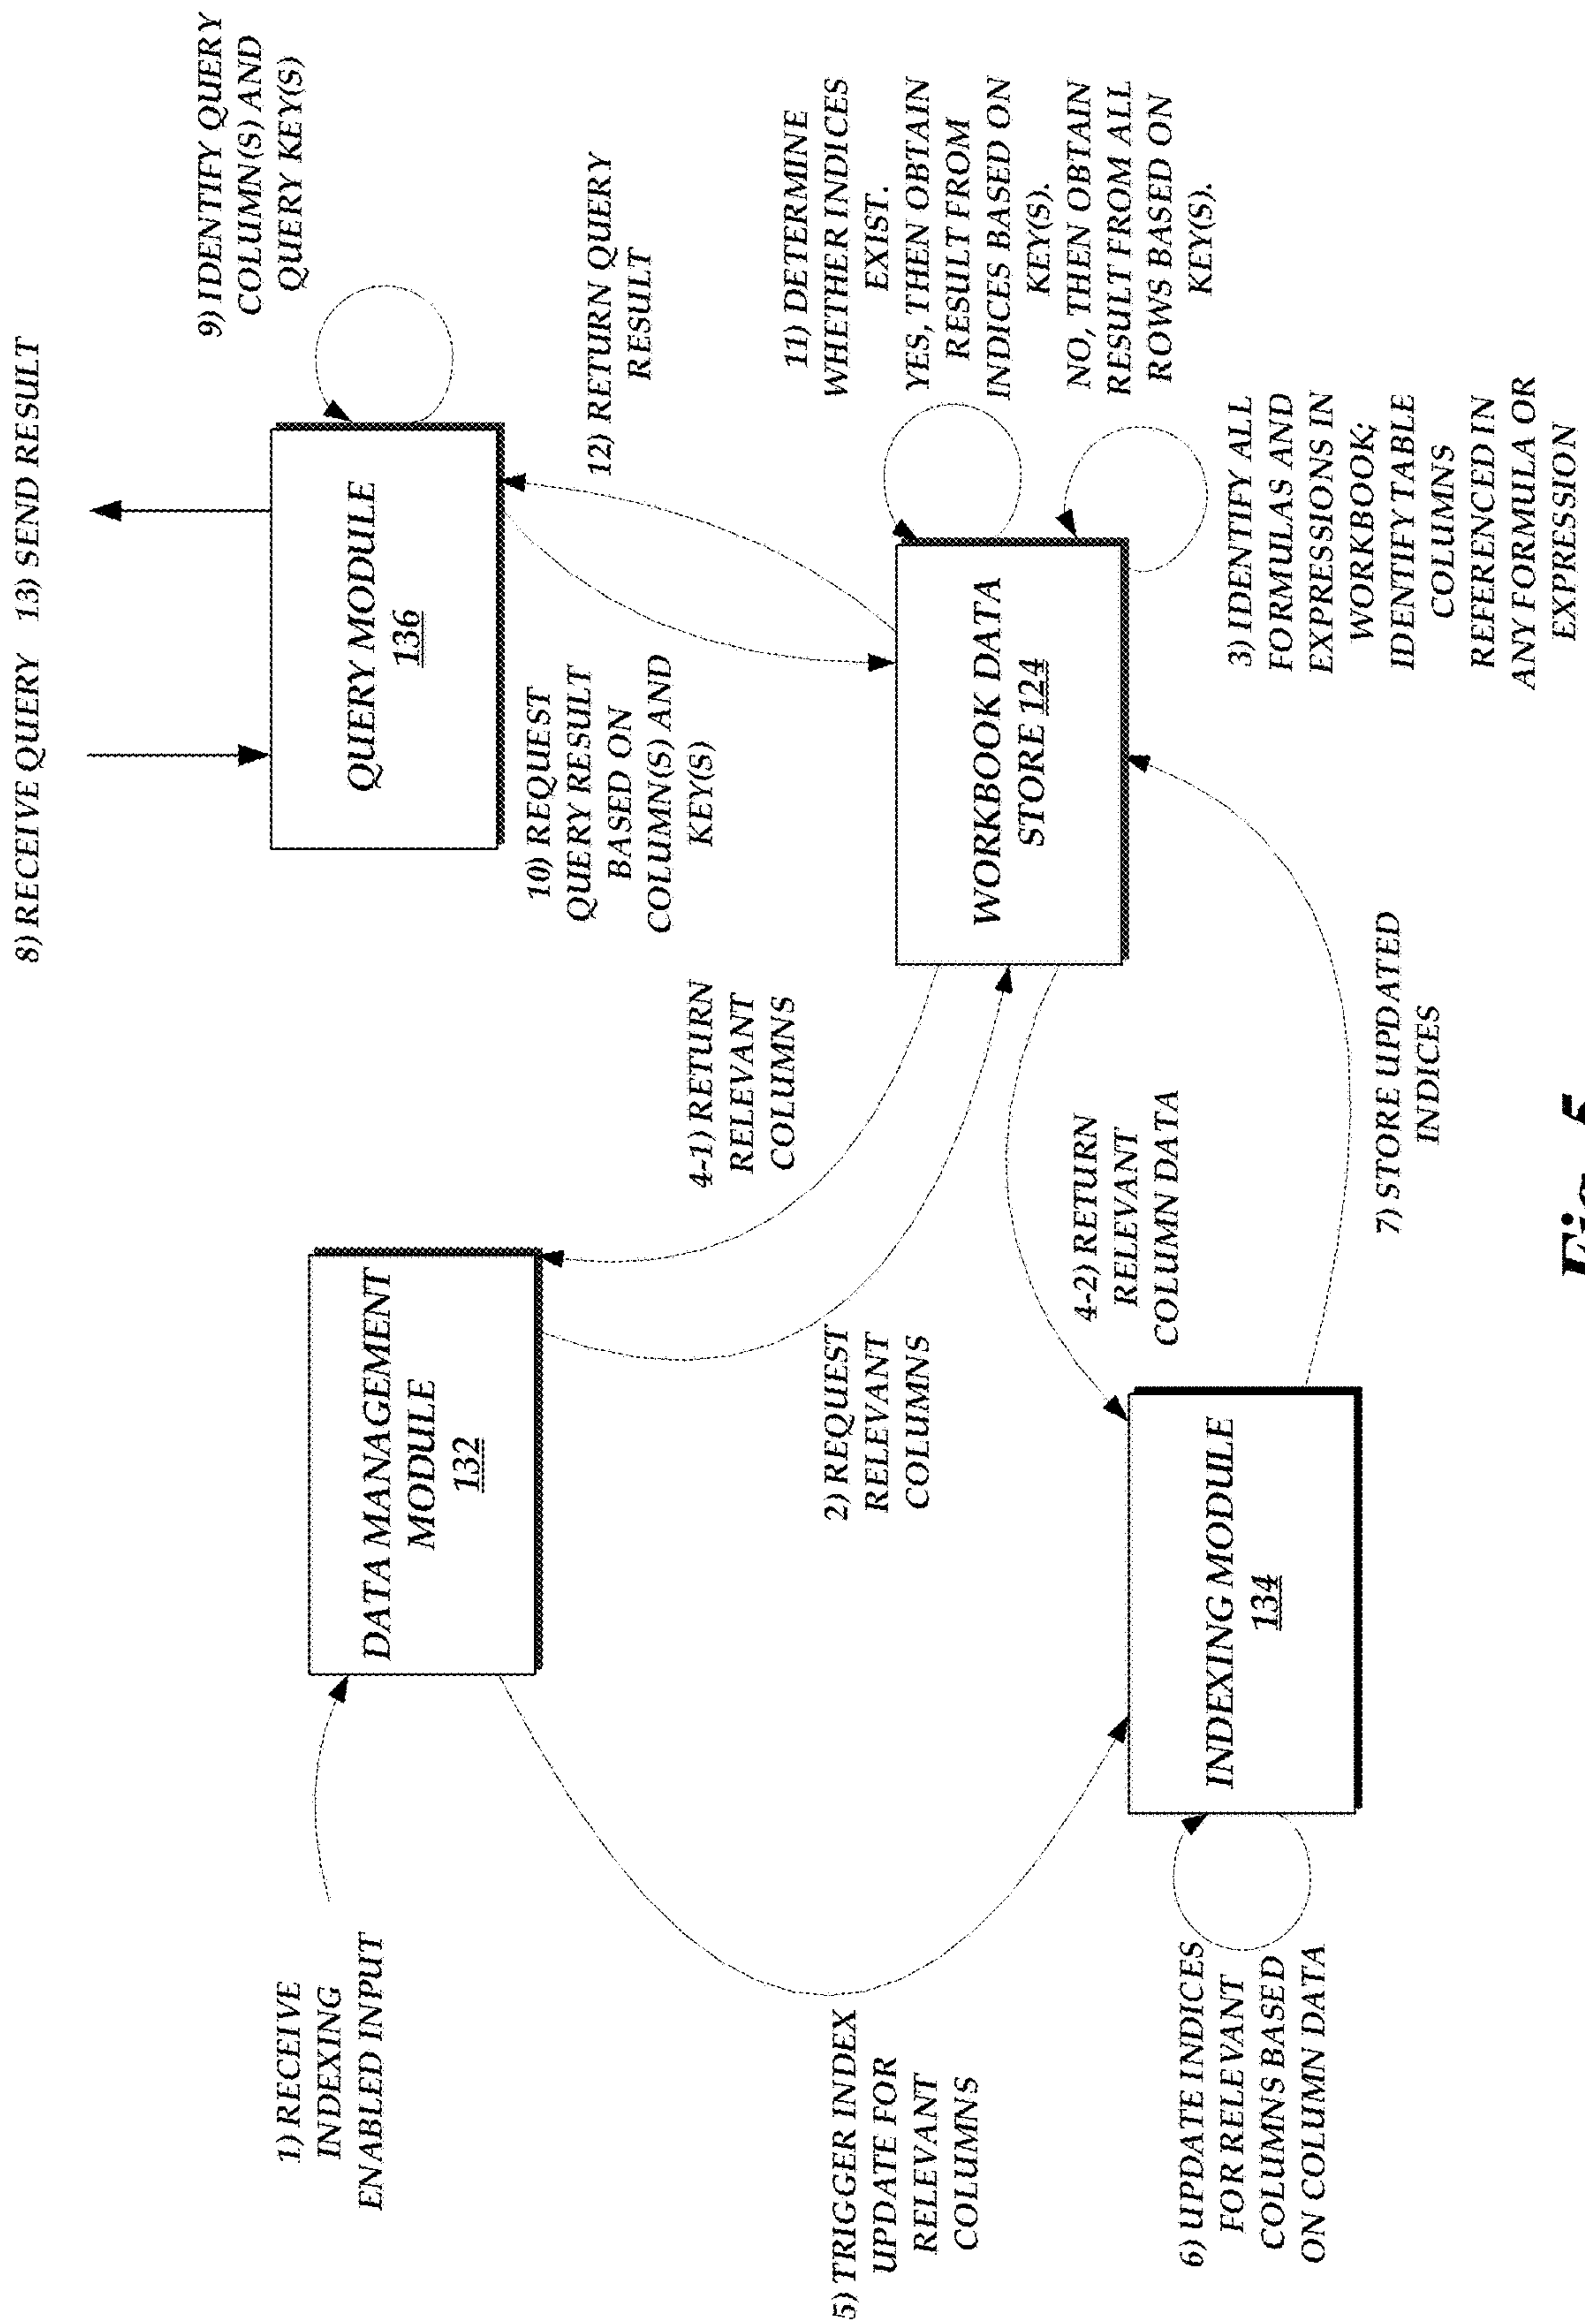 8) RECEIVE QUERY
13) SEND RESULT
9) IDENTIFY QUERY
COLUMN(S) AND
QUERY KEY(S)
QUERY MODULE
136
1) RECEIVE
INDEXING
ENABLED INPUT
DATA MANAGEMENT
MODULE
132
10) REQUEST
QUERY RESULT
BASED ON
COLUMN(S) AND
KEY(S)
12) RETURN QUERY
RESULT
4-1) RETURN
RELEVANT
COLUMNS
2) REQUEST
RELEVANT
COLUMNS
5) TRIGGER INDEX
UPDATE FOR
RELEVANT
COLUMNS
11) DETERMINE
WHETHER INDICES
EXIST.
YES, THEN OBTAIN
RESULT FROM
INDICES BASED ON
KEY(S).
NO, THEN OBTAIN
RESULT FROM ALL
ROWS BASED ON
KEY(S).
WORKBOOK DATA
STORE 124
4-2) RETURN
RELEVANT
COLUMN DATA
INDEXING MODULE
134
6) UPDATE INDICES
FOR RELEVANT
COLUMNS BASED
ON COLUMN DATA
3) IDENTIFY ALL
FORMULAS AND
EXPRESSIONS IN
WORKBOOK;
IDENTIFY TABLE
COLUMNS
REFERENCED IN
ANY FORMULA OR
EXPRESSION
7) STORE UPDATED
INDICES